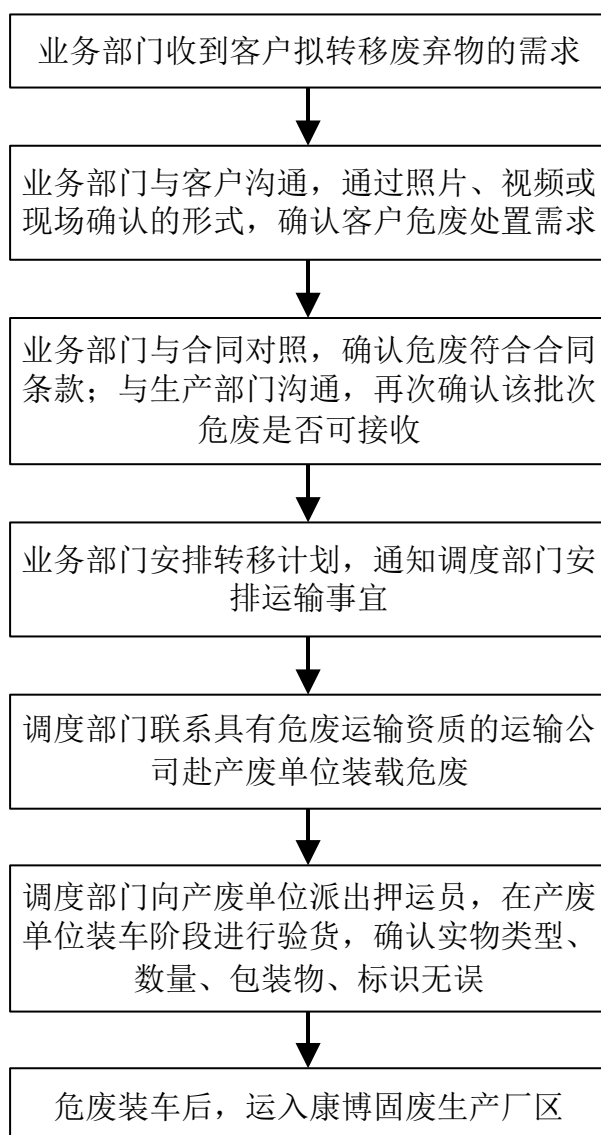 业务部门收到客户拟转移废弃物的需求
业务部门与客户沟通，通过照片、视频或
现场确认的形式，确认客户危废处置需求
业务部门与合同对照，确认危废符合合同
条款；与生产部门沟通，再次确认该批次
危废是否可接收
业务部门安排转移计划，通知调度部门安
排运输事宜
调度部门联系具有危废运输资质的运输公
司赴产废单位装载危废
调度部门向产废单位派出押运员，在产废
单位装车阶段进行验货，确认实物类型、
数量、包装物、标识无误
危废装车后，运入康博固废生产厂区